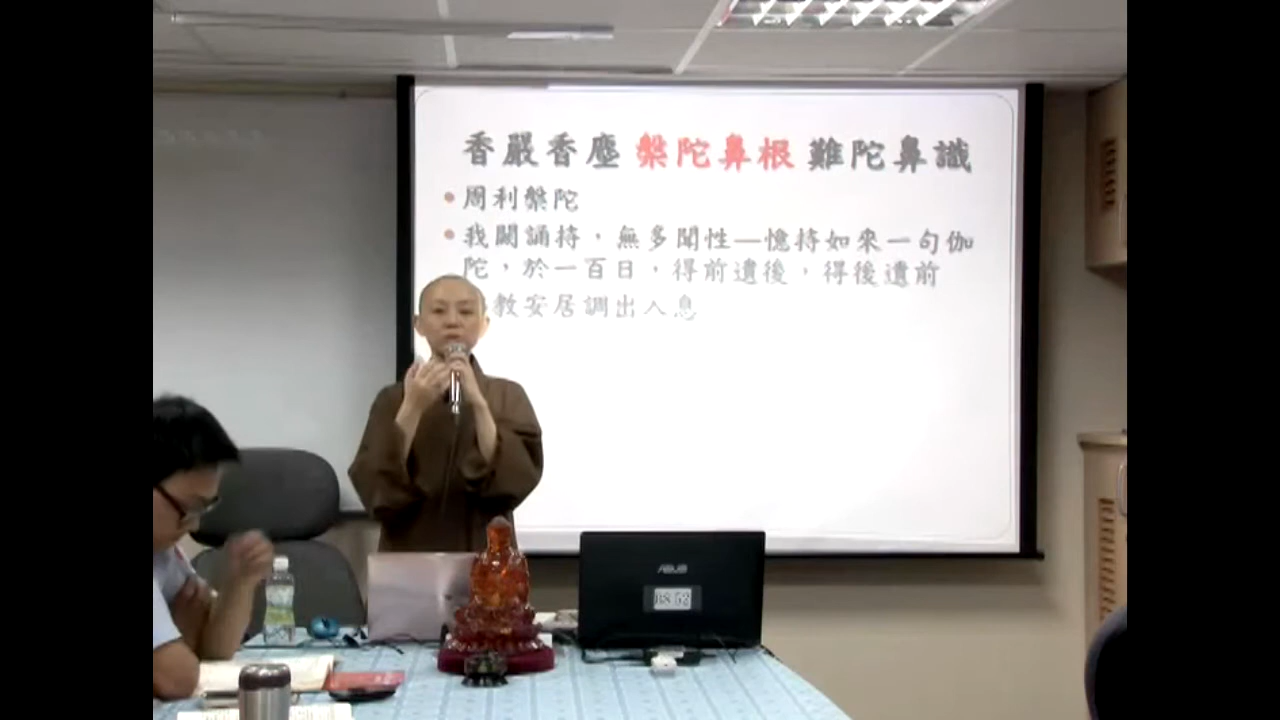 香嚴香塵 槃陀鼻根 難陀鼻識
周利槃陀
我闕誦持，無多聞性—憶持如來一句伽
陀，於一百日，得前遺後，得後遺前
教安居調出入息
ASUS